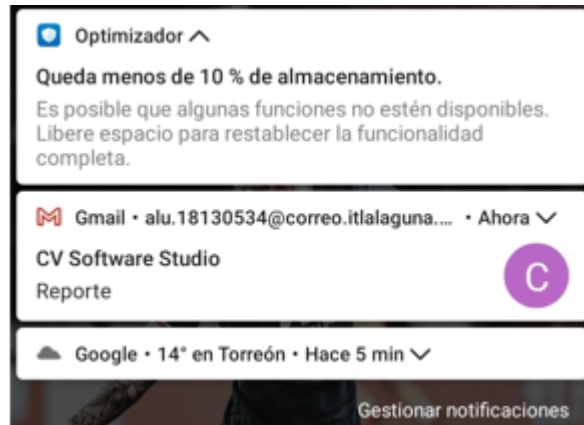 Optimizador
Queda menos de 10 % de almacenamiento.
Es posible que algunas funciones no estén disponibles.
Libere espacio para restablecer la funcionalidad
completa.
Gmail • alu.18130534@correo.itlalaguna.... • Ahora
CV Software Studio
C
Reporte
Google • 14° en Torreón • Hace 5 min
Gestionar notificaciones